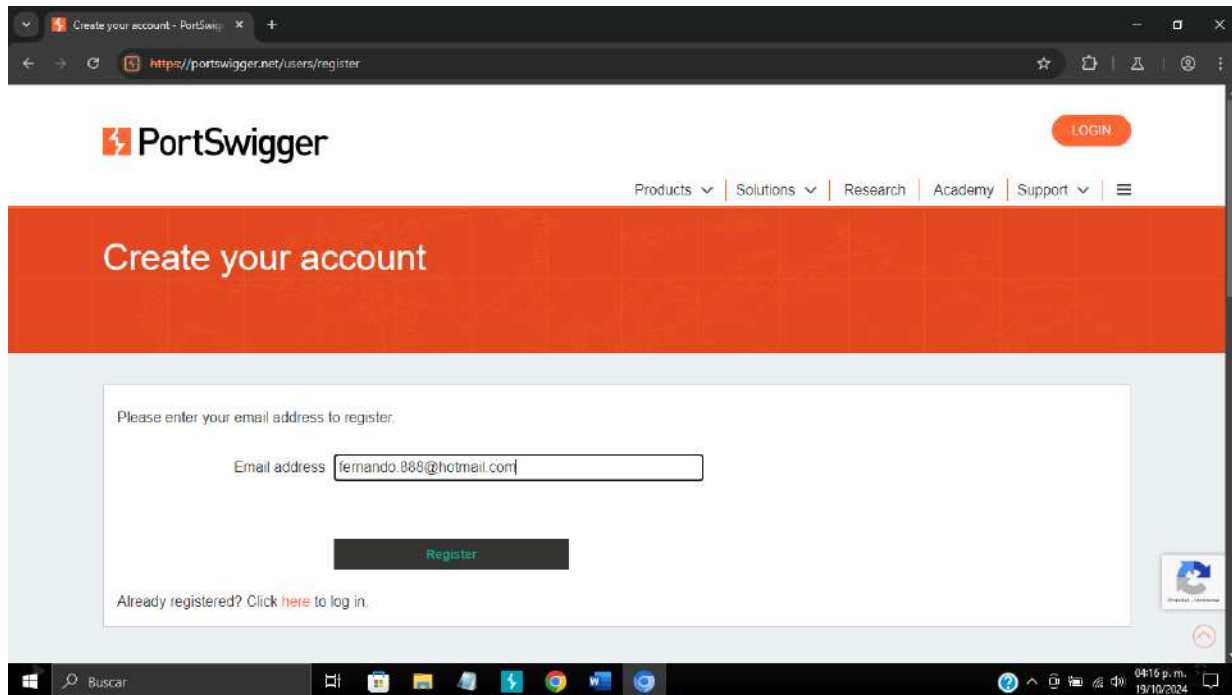 Create your account - PortSwig
https://portswigger.net/users/register
PortSwigger
LOGIN
Products Solutions Research Academy Support
Create your account
Please enter your email address to register.
Email address fernando.888@hotmail.com
Register
Already registered? Click here to log in.
Buscar
04:16 p. m.
19/10/2024